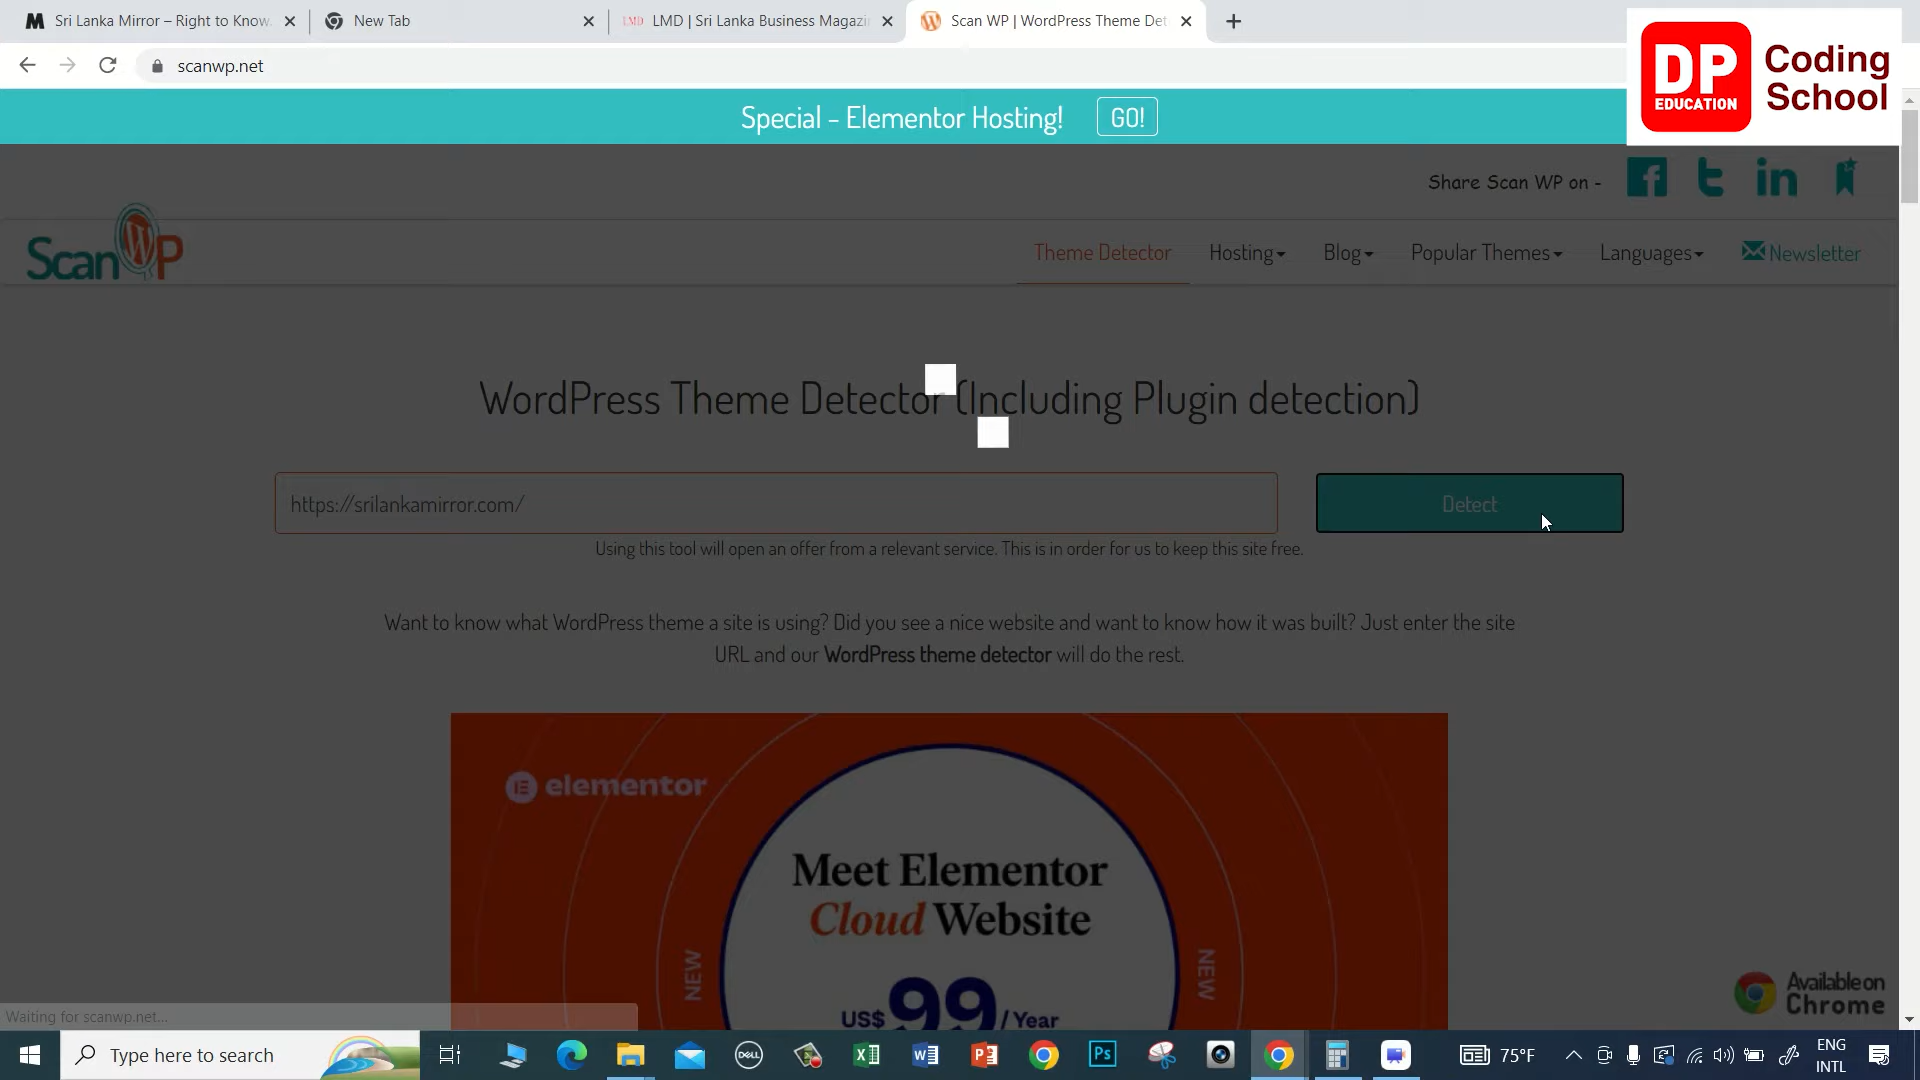 Sri Lanka Mirror – Right to Know.
New Tab
LMD | Sri Lanka Business Magazi
Scan WP | WordPress Theme Det
scanwp.net
DP
EDUCATION
Coding
School
Special - Elementor Hosting!
GO!
Share Scan WP on -
ScanWP
Theme Detector
Hosting
Blog
Popular Themes
Languages
Newsletter
WordPress Theme Detector (Including Plugin detection)
https://srilankamirror.com/
Detect
Using this tool will open an offer from a relevant service. This is in order for us to keep this site free.
Want to know what WordPress theme a site is using? Did you see a nice website and want to know how it was built? Just enter the site
URL and our WordPress theme detector will do the rest.
elementor
Meet Elementor
Cloud Website
NEW
NEW
US$99/Year
Available on
Chrome
Waiting for scanwp.net...
Type here to search
DELL
Ps
75°F
ENG
INTL